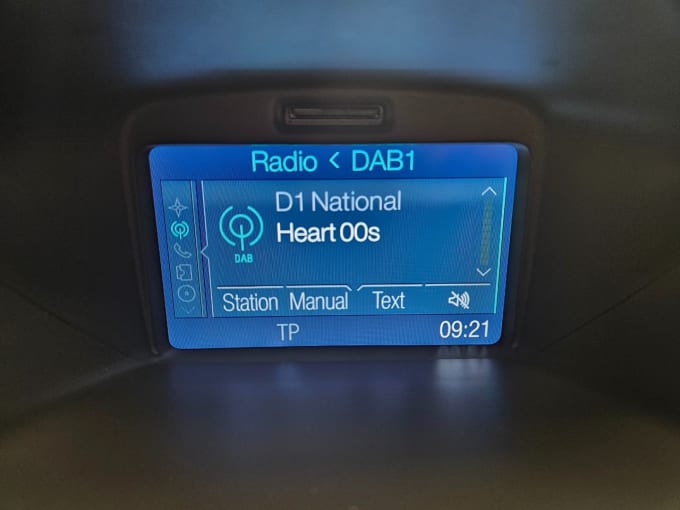 Radio < DAB1
D1 National
Heart 00s
DAB
Station Manual Text
TP 09:21